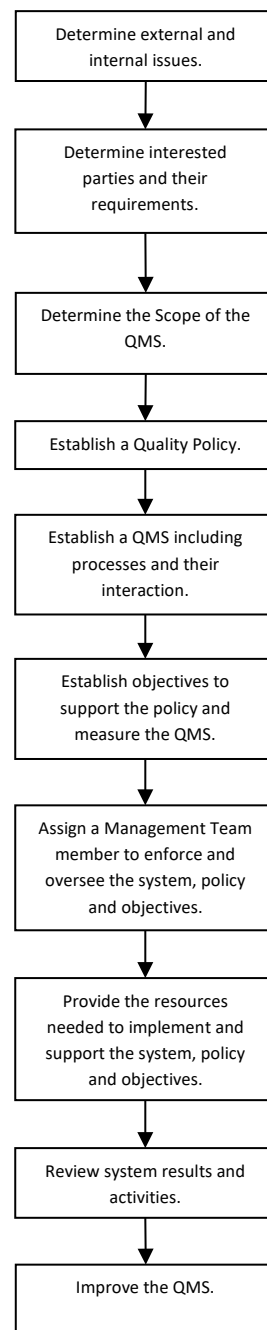 Determine external and
internal issues.
Determine interested
parties and their
requirements.
Determine the Scope of the
QMS.
Establish a Quality Policy.
Establish a QMS including
processes and their
interaction.
Establish objectives to
support the policy and
measure the QMS.
Assign a Management Team
member to enforce and
oversee the system, policy
and objectives.
Provide the resources
needed to implement and
support the system, policy
and objectives.
Review system results and
activities.
Improve the QMS.